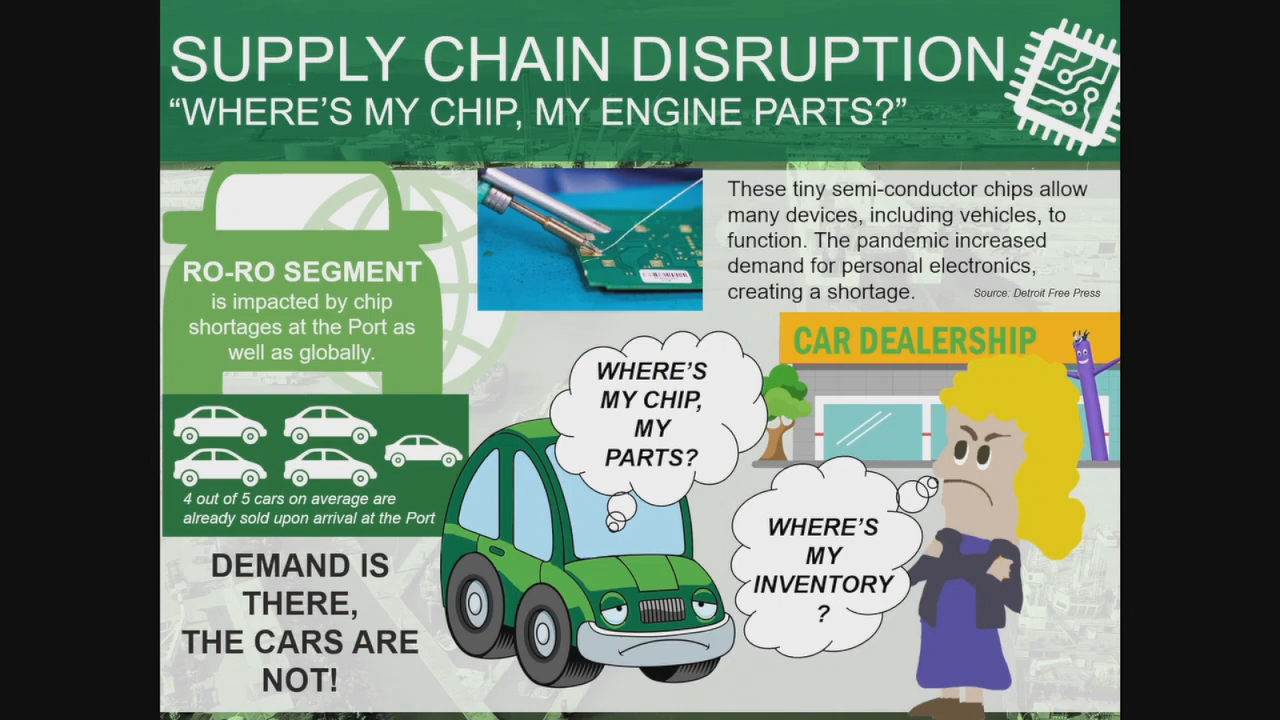 SUPPLY CHAIN DISRUPTION
“WHERE’S MY CHIP, MY ENGINE PARTS?”
RO-RO SEGMENT
is impacted by chip
shortages at the Port as
well as globally.
4 out of 5 cars on average are
already sold upon arrival at the Port
DEMAND IS
THERE,
THE CARS ARE
NOT!
These tiny semi-conductor chips allow
many devices, including vehicles, to
function. The pandemic increased
demand for personal electronics,
creating a shortage.
Source: Detroit Free Press
CAR DEALERSHIP
WHERE’S
MY CHIP,
MY
PARTS?
WHERE’S
MY
INVENTORY
?